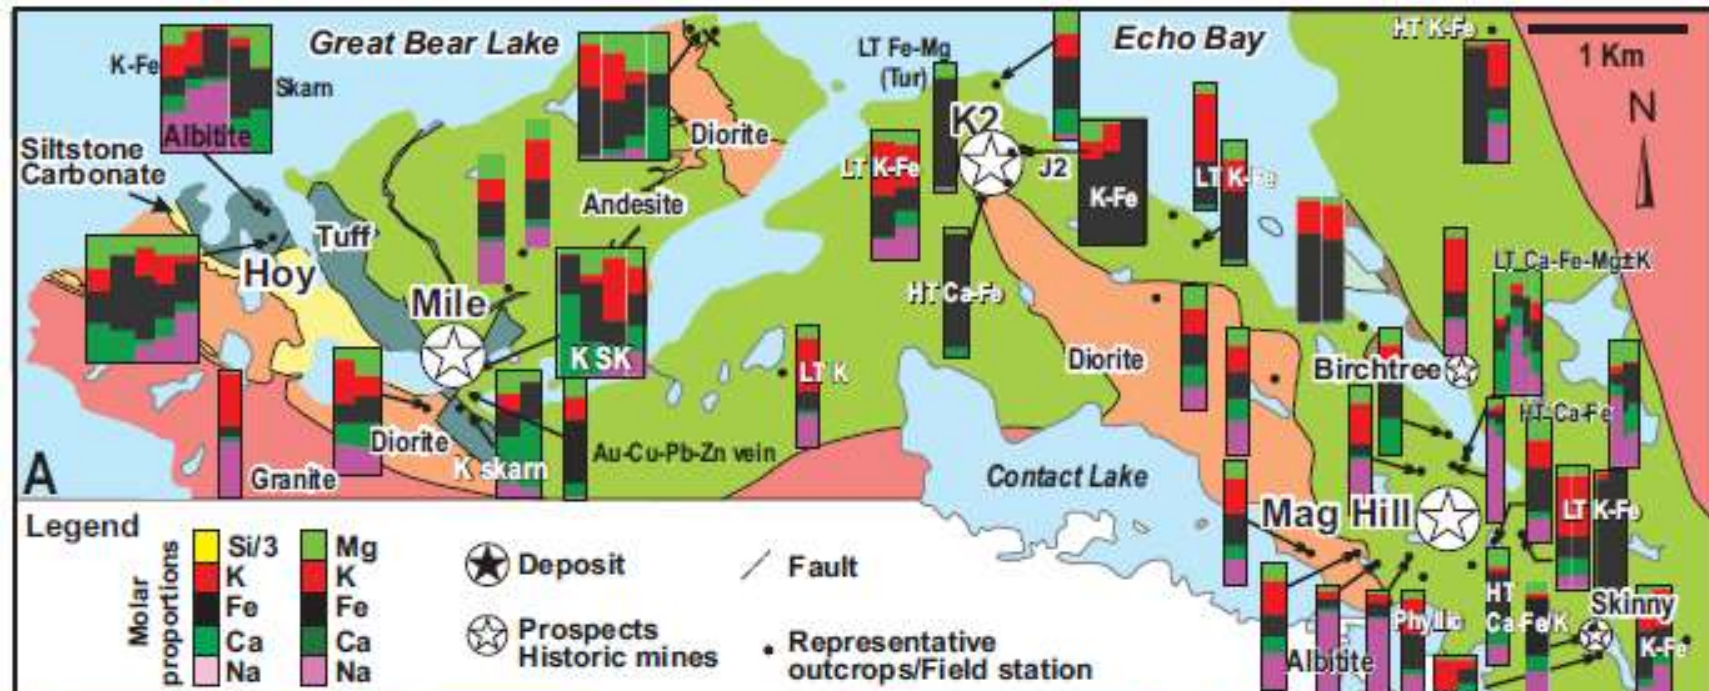 Great Bear Lake
Echo Bay
HT K-Fe
1 Km
N
K-Fe
Skarn
Albitite
LT Fe-Mg
(Tur)
K2
J2
K-Fe
Siltstone
Carbonate
Diorite
Andesite
LT K-Fe
LT K-Fe
Tuff
Hoy
Mile
HT Ca-Fe
LT Ca-Fe-Mg±K
K SK
LT K
Diorite
Birchtree
HT Ca-Fe
Diorite
K skarn
Au-Cu-Pb-Zn vein
Granite
A
Contact Lake
Mag Hill
LT K-Fe
Legend
Molar
proportions
Si/3
K
Fe
Ca
Na
Mg
K
Fe
Ca
Na
Deposit
Prospects
Historic mines
Fault
Representative
outcrops/Field station
Albitite
Phyllic
HT
Ca-Fe/K
Skinny
K-Fe